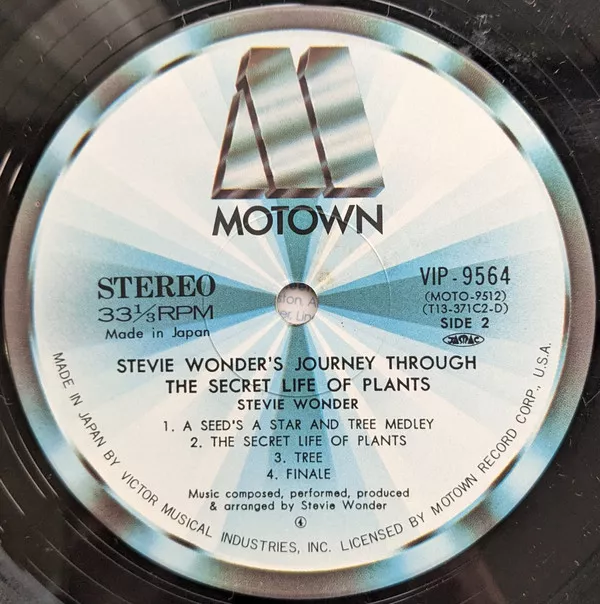 MOTOWN
STEREO
33⅓RPM
Made in Japan
VIP-9564
(MOTO-9512)
(T13-371C2-D)
SIDE 2
JASRAC
STEVIE WONDER'S JOURNEY THROUGH
THE SECRET LIFE OF PLANTS
STEVIE WONDER
1. A SEED'S A STAR AND TREE MEDLEY
2. THE SECRET LIFE OF PLANTS
3. TREE
4. FINALE
Music composed, performed, produced
& arranged by Stevie Wonder
④
MADE IN JAPAN BY VICTOR MUSICAL INDUSTRIES, INC. LICENSED BY MOTOWN RECORD CORP., U.S.A.